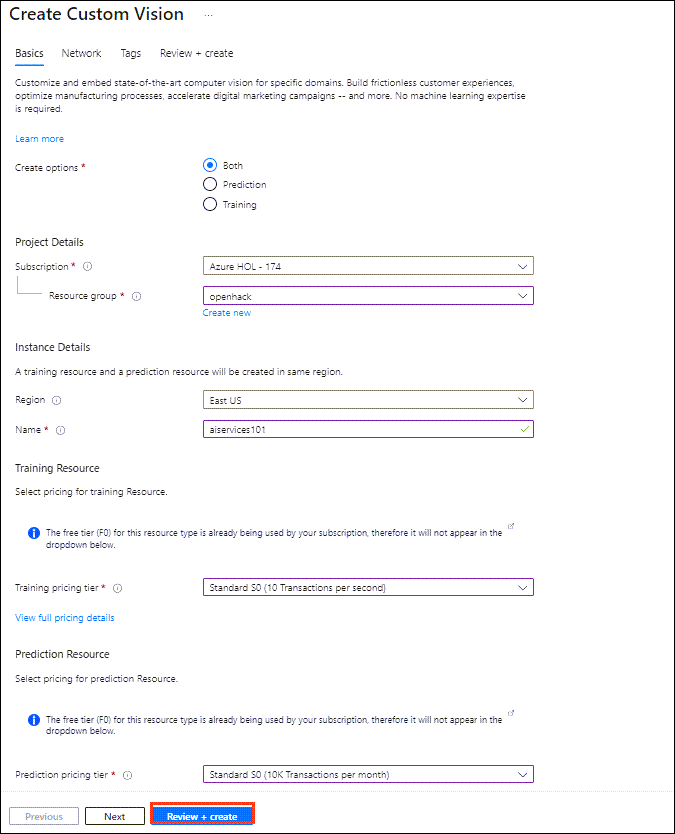 Create Custom Vision ...
Basics Network Tags Review + create
Customize and embed state-of-the-art computer vision for specific domains. Build frictionless customer experiences,
optimize manufacturing processes, accelerate digital marketing campaigns -- and more. No machine learning expertise
is required.
Learn more
Create options *
Both
Prediction
Training
Project Details
Subscription * Azure HOL - 174
Resource group * openhack
Create new
Instance Details
A training resource and a prediction resource will be created in same region.
Region East US
Name * aiservices101
Training Resource
Select pricing for training Resource.
The free tier (F0) for this resource type is already being used by your subscription, therefore it will not appear in the
dropdown below.
Training pricing tier * Standard S0 (10 Transactions per second)
View full pricing details
Prediction Resource
Select pricing for prediction Resource.
The free tier (F0) for this resource type is already being used by your subscription, therefore it will not appear in the
dropdown below.
Prediction pricing tier * Standard S0 (10K Transactions per month)
Previous Next Review + create